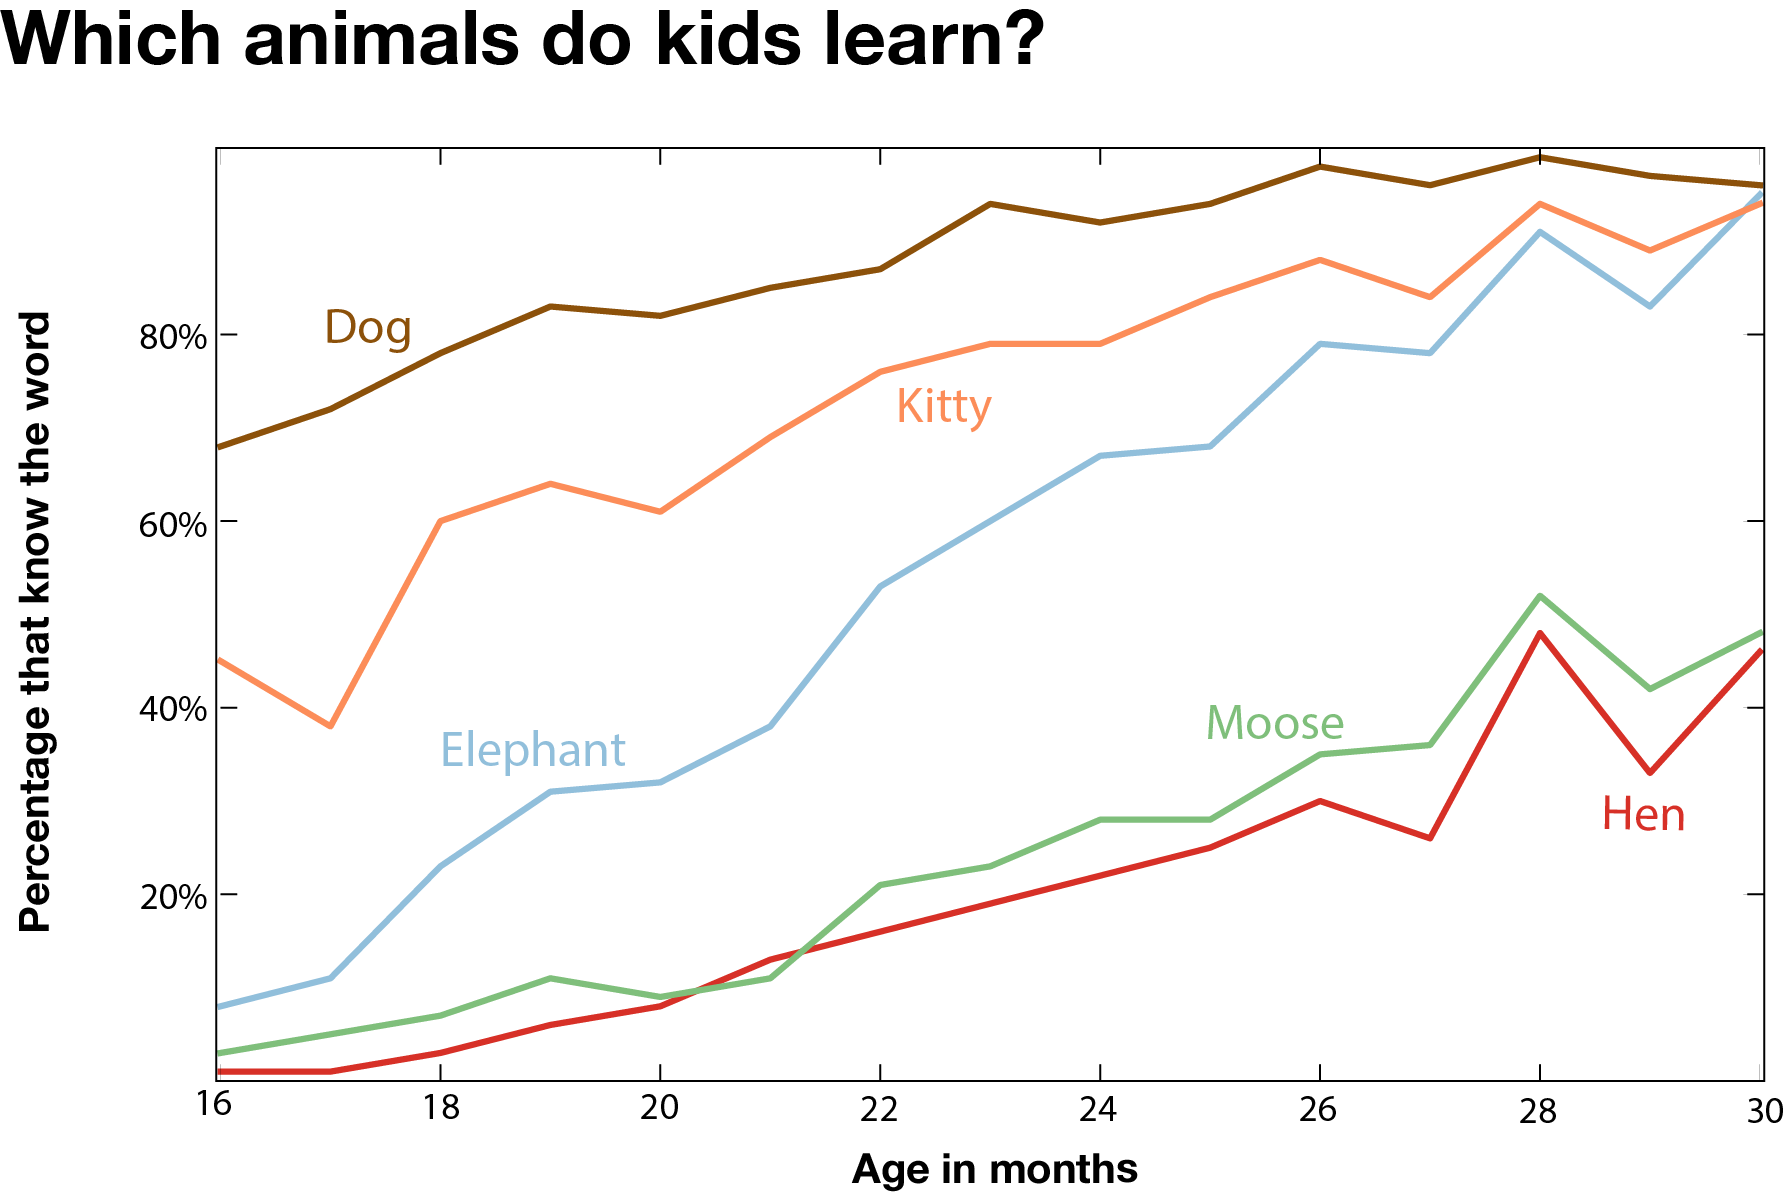 Which animals do kids learn?
Percentage that know the word
80%
60%
40%
20%
Dog
Kitty
Elephant
Moose
Hen
16 18 20 22 24 26 28 30
Age in months